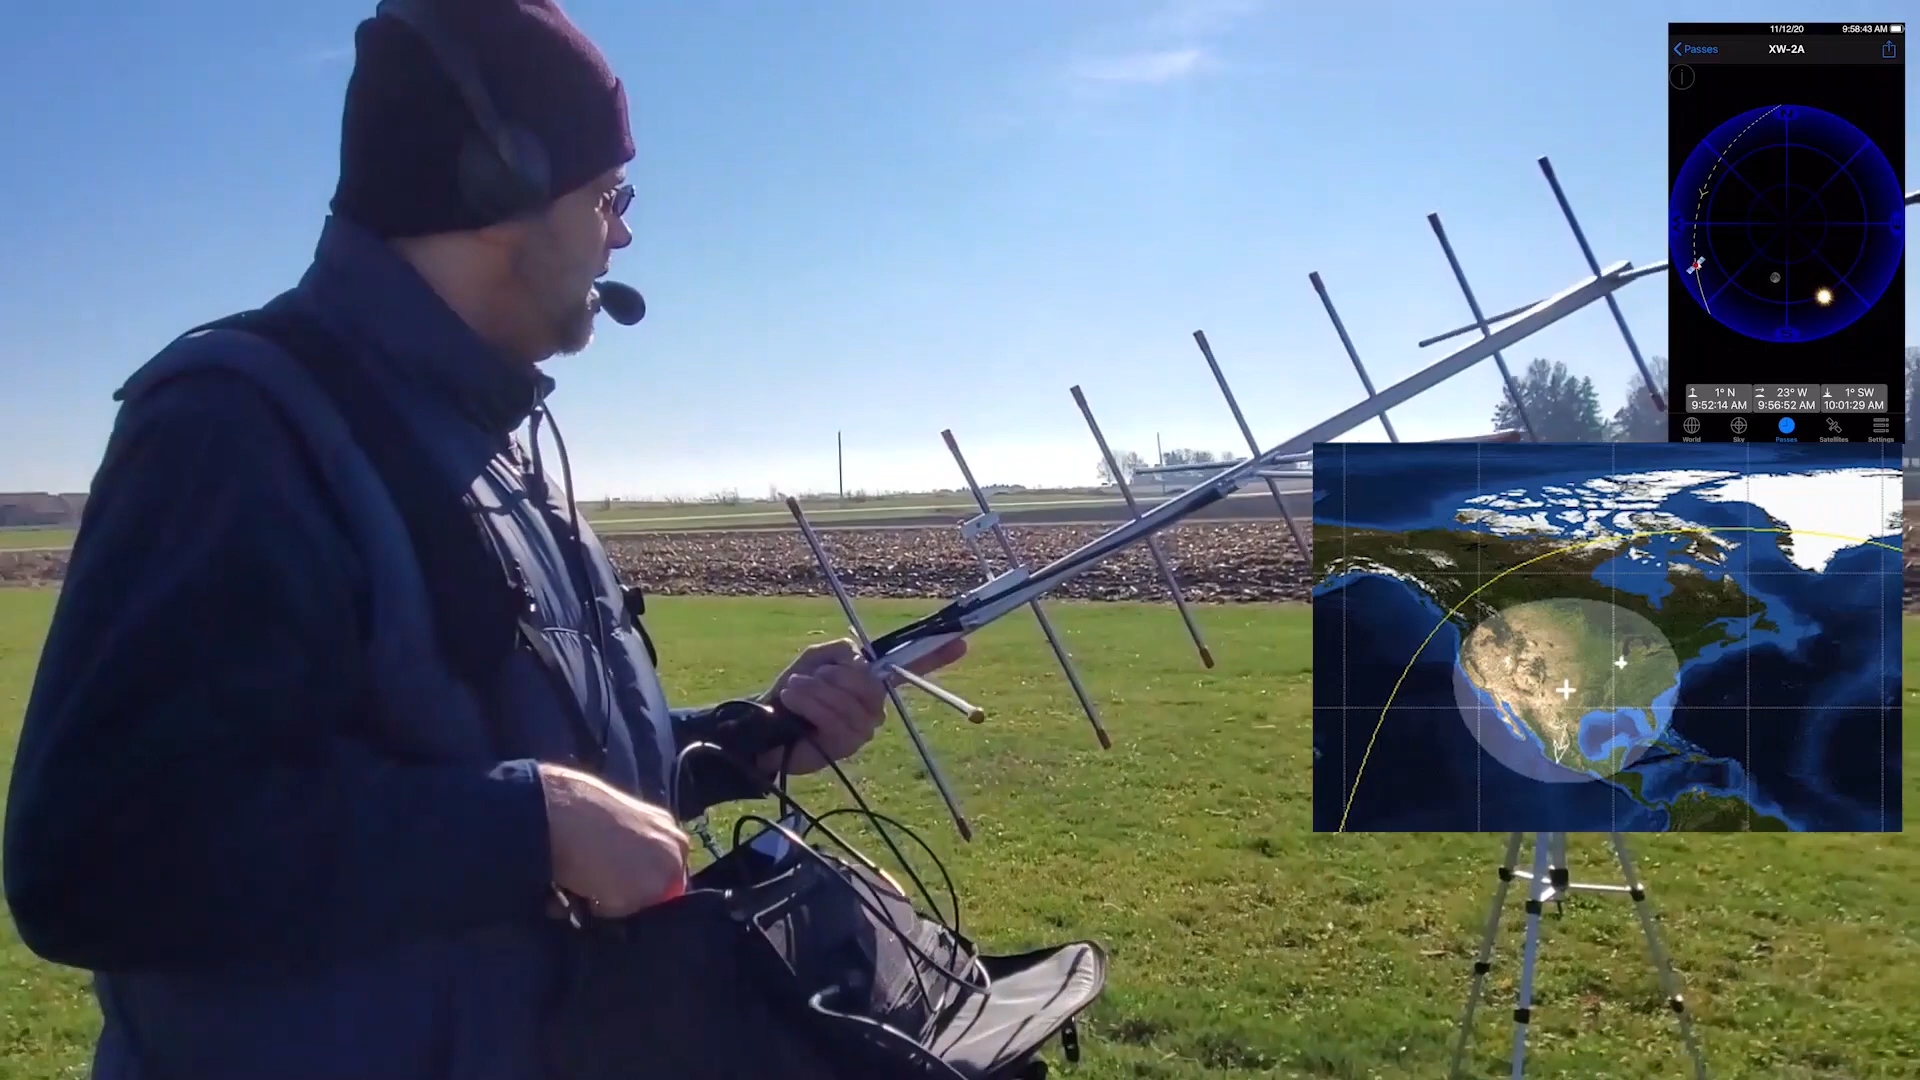 11/12/20 9:58:43 AM
Passes XW-2A
N
S
1° N 23° W 1° SW
9:52:14 AM 9:56:52 AM 10:01:29 AM
World Sky Passes Satellites Settings